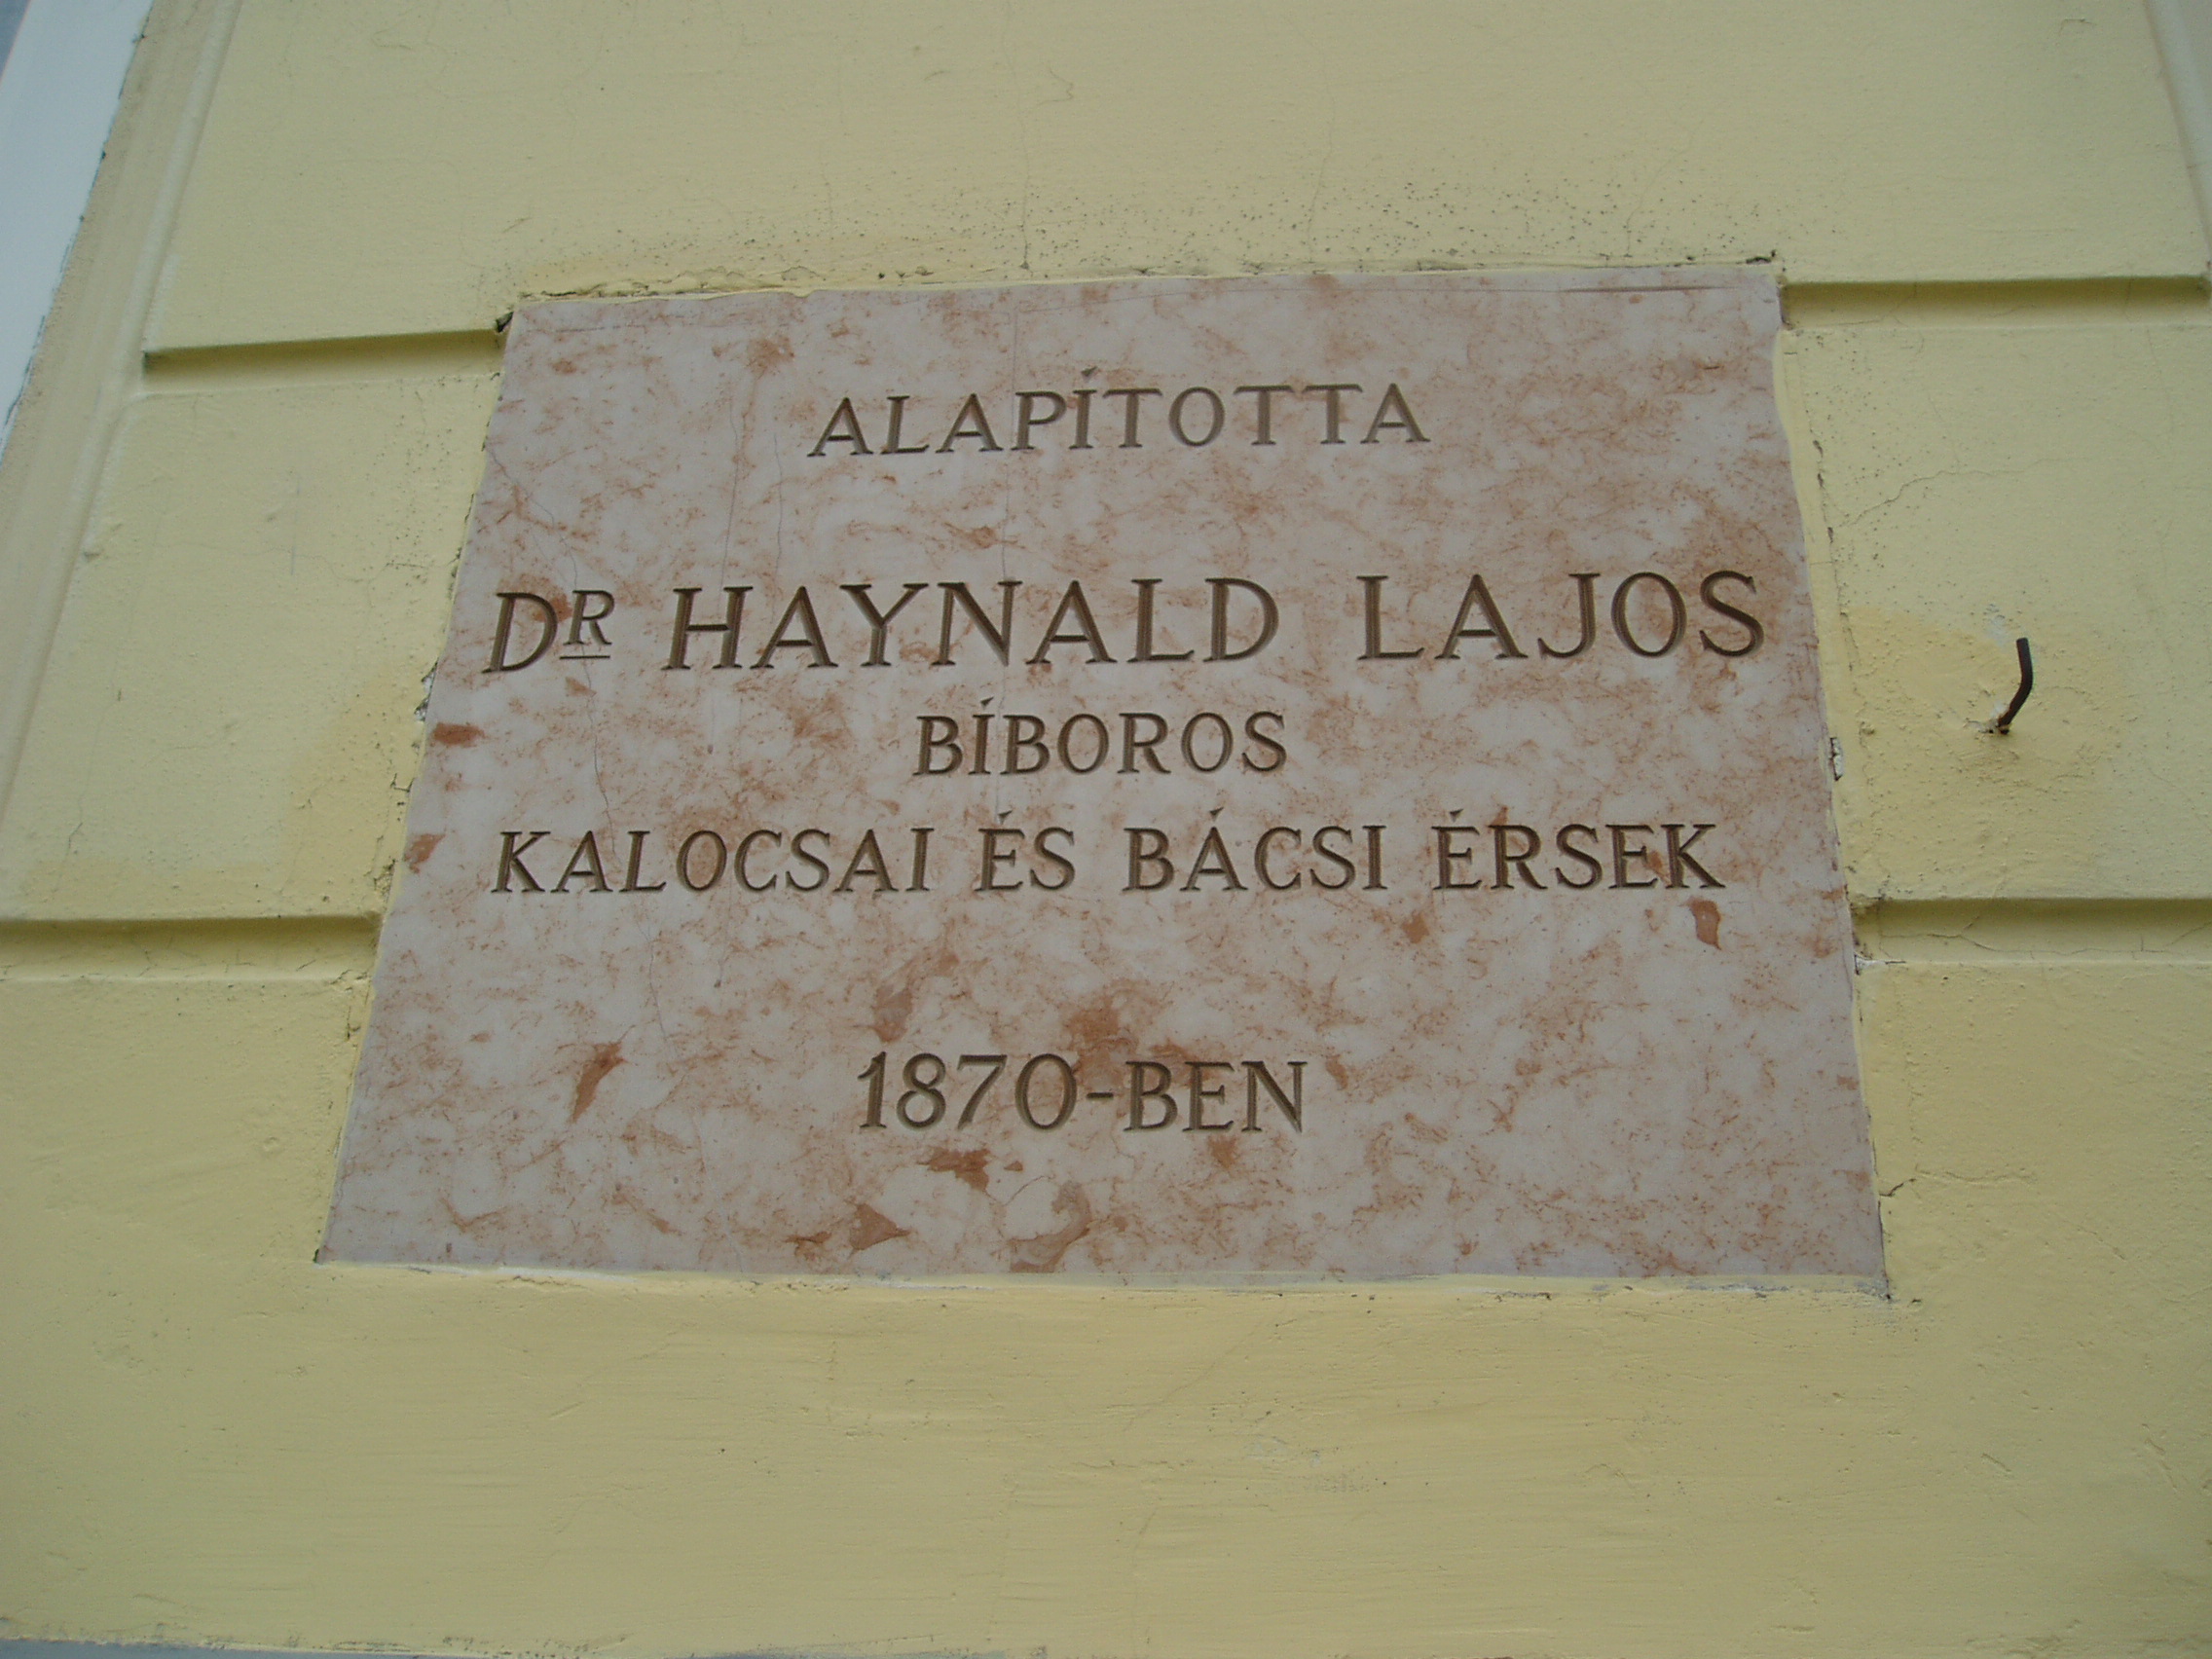 ALAPÍTOTTA
DR HAYNALD LAJOS
BÍBOROS
KALOCSAI ÉS BÁCSI ÉRSEK
1870-BEN